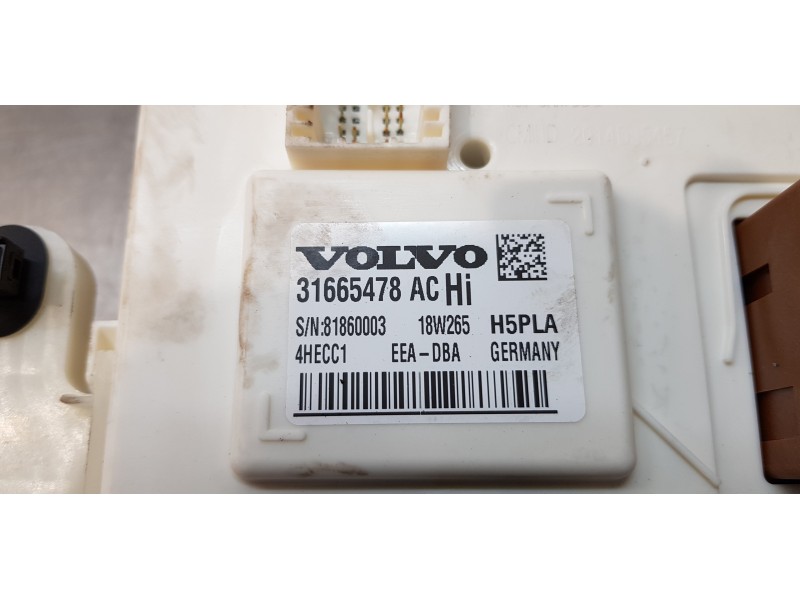 VOLVO
31665478 AC Hi
S/N:81860003 18W265 H5PLA
4HECC1 EEA-DBA GERMANY